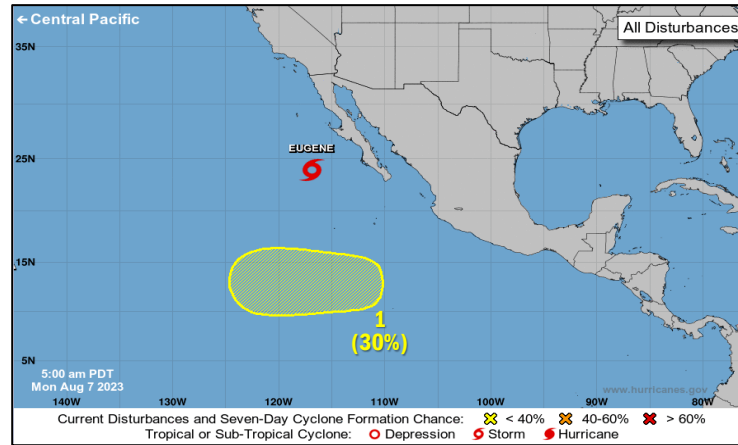 ← Central Pacific
All Disturbances
35N
EUGENE
25N
15N
1
(30%)
5N
5:00 am PDT
Mon Aug 7 2023
www.hurricanes.gov
140W 130W 120W 110W 100W 90W 80W
Current Disturbances and Seven-Day Cyclone Formation Chance: < 40% 40-60% > 60%
Tropical or Sub-Tropical Cyclone: Depression Storm Hurricane